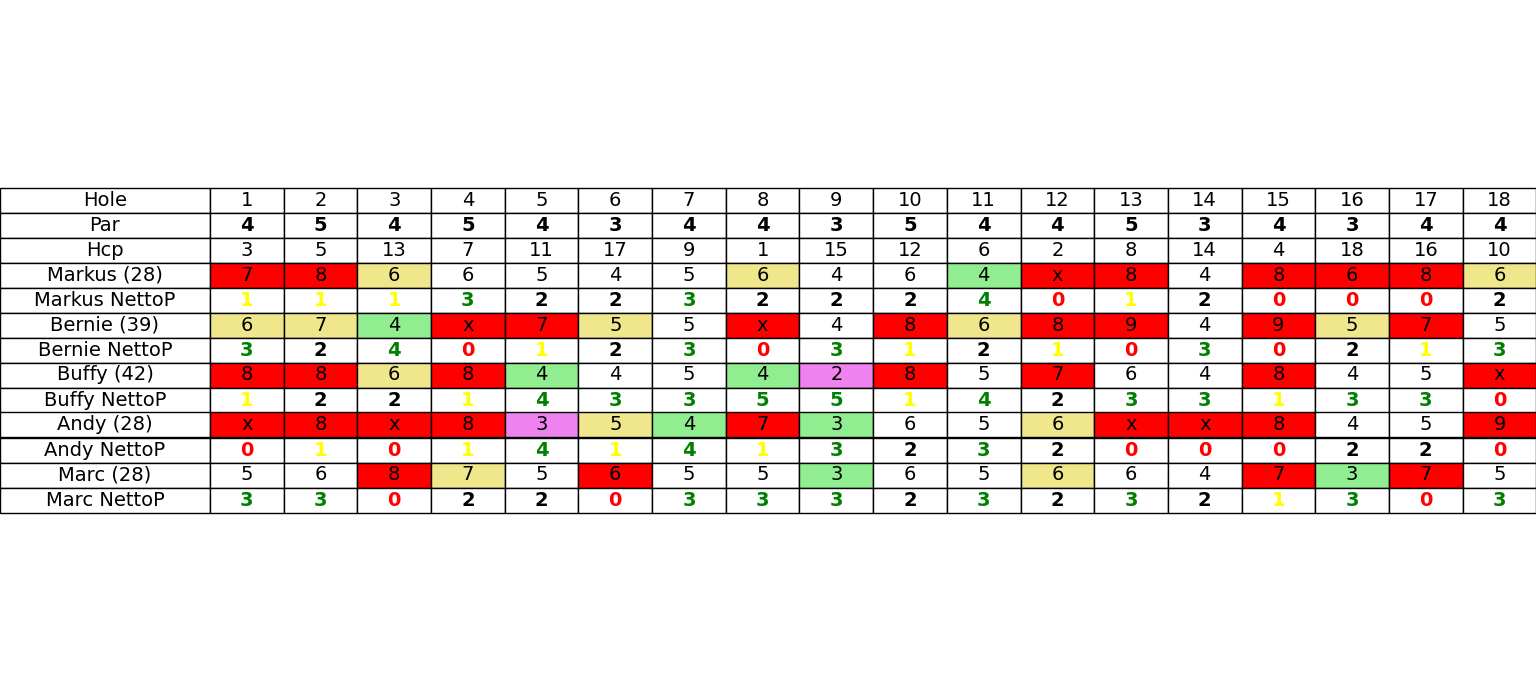 Hole 1 2 3 4 5 6 7 8 9 10 11 12 13 14 15 16 17 18
Par 4 5 4 5 4 3 4 4 3 5 4 4 5 3 4 3 4 4
Hcp 3 5 13 7 11 17 9 1 15 12 6 2 8 14 4 18 16 10
Markus (28) 7 8 6 6 5 4 5 6 4 6 4 x 8 4 8 6 8 6
Markus NettoP 1 1 1 3 2 2 3 2 2 2 4 0 1 2 0 0 0 2
Bernie (39) 6 7 4 x 7 5 5 x 4 8 6 8 9 4 9 5 7 5
Bernie NettoP 3 2 4 0 1 2 3 0 3 1 2 1 0 3 0 2 1 3
Buffy (42) 8 8 6 8 4 4 5 4 2 8 5 7 6 4 8 4 5 x
Buffy NettoP 1 2 2 1 4 3 3 5 5 1 4 2 3 3 1 3 3 0
Andy (28) x 8 x 8 3 5 4 7 3 6 5 6 x x 8 4 5 9
Andy NettoP 0 1 0 1 4 1 4 1 3 2 3 2 0 0 0 2 2 0
Marc (28) 5 6 8 7 5 6 5 5 3 6 5 6 6 4 7 3 7 5
Marc NettoP 3 3 0 2 2 0 3 3 3 2 3 2 3 2 1 3 0 3